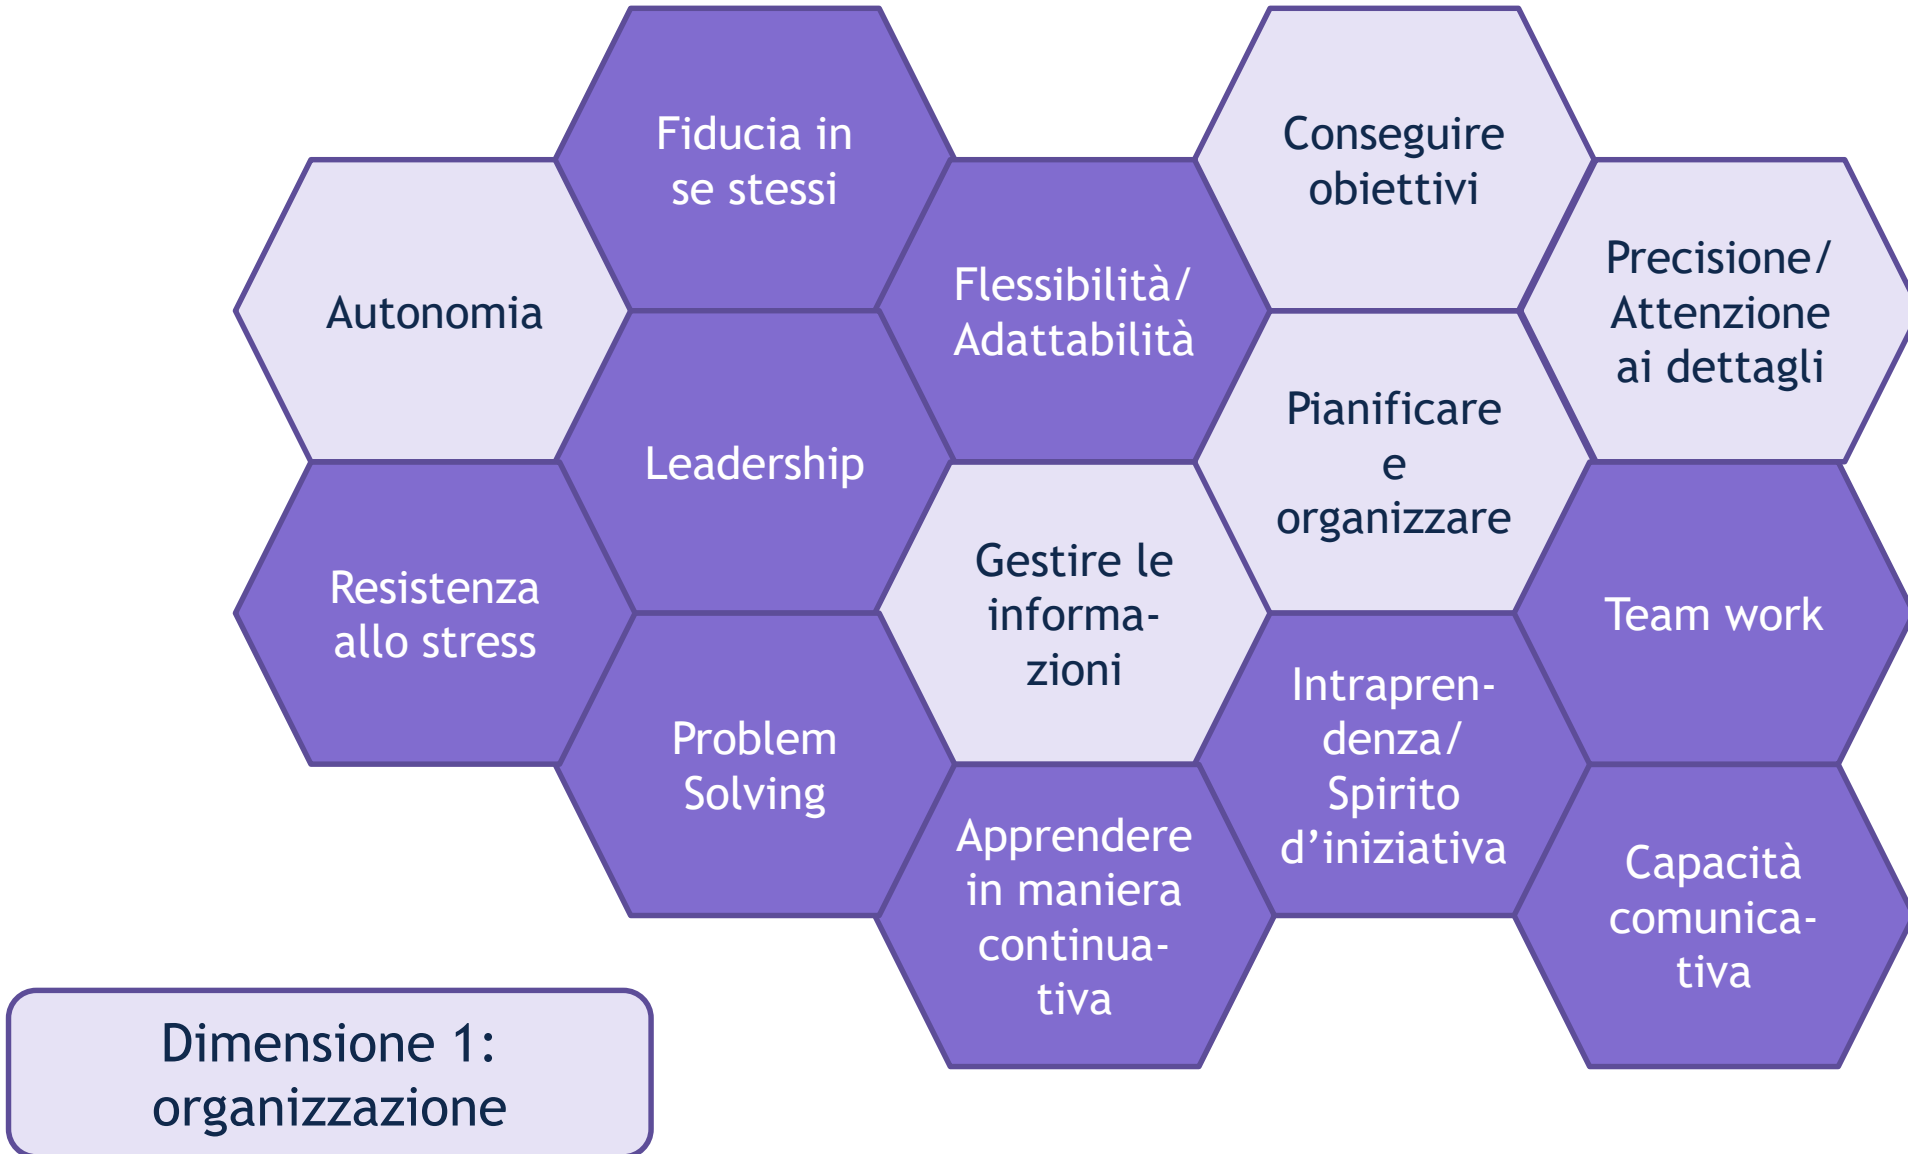 Fiducia in
se stessi
Conseguire
obiettivi
Autonomia
Flessibilità/
Adattabilità
Precisione/
Attenzione
ai dettagli
Leadership
Pianificare
e
organizzare
Resistenza
allo stress
Gestire le
informa-
zioni
Team work
Problem
Solving
Intrapren-
denza/
Spirito
d’iniziativa
Apprendere
in maniera
continua-
tiva
Capacità
comunica-
tiva
Dimensione 1:
organizzazione